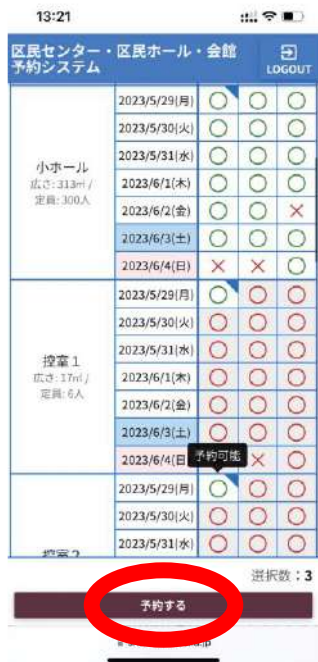 13:21
区民センター・区民ホール・会館
予約システム
LOGOUT
小ホール
広さ: 313㎡ /
定員: 300人
2023/5/29(月) ○ ○ ○
2023/5/30(火) ○ ○ ○
2023/5/31(水) ○ ○ ○
2023/6/1(木) ○ ○ ○
2023/6/2(金) ○ ○ ×
2023/6/3(土) ○ ○ ○
2023/6/4(日) × × ○
控室１
広さ: 17㎡ /
定員: 6人
2023/5/29(月) ○ ○ ○
2023/5/30(火) ○ ○ ○
2023/5/31(水) ○ ○ ○
2023/6/1(木) ○ ○ ○
2023/6/2(金) ○ ○ ○
2023/6/3(土) ○ ○ ○
2023/6/4(日 予約可能 × ○
控室２
2023/5/29(月) ○ ○ ○
2023/5/30(火) ○ ○ ○
2023/5/31(水) ○ ○ ○
選択数：3
予約する